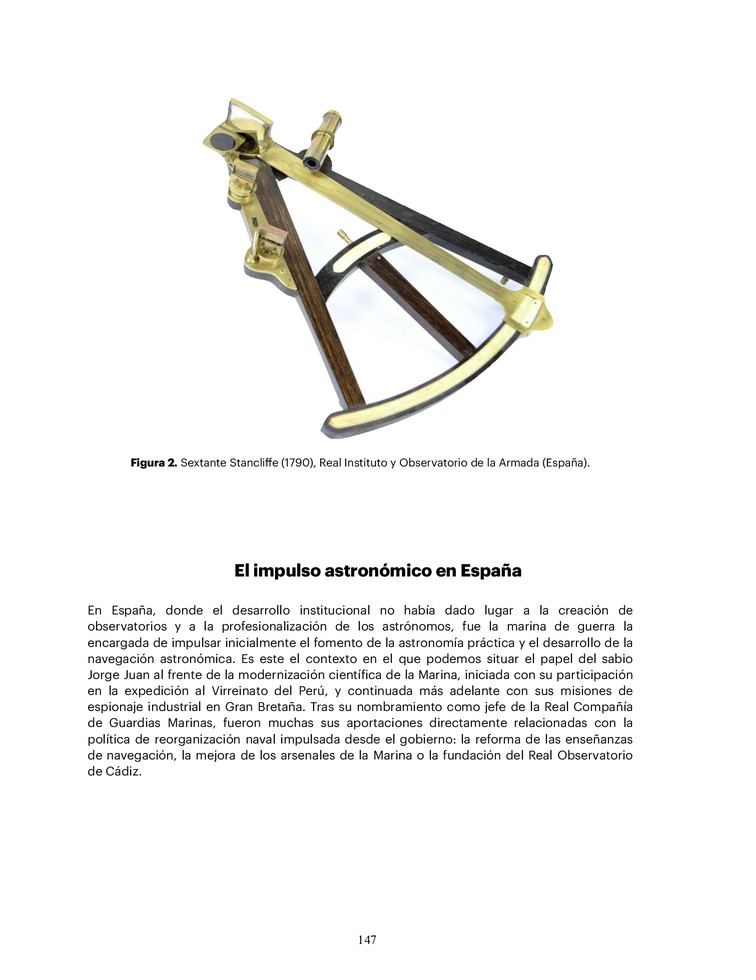 Figura 2. Sextante Stancliffe (1790), Real Instituto y Observatorio de la Armada (España).
El impulso astronómico en España
En España, donde el desarrollo institucional no había dado lugar a la creación de
observatorios y a la profesionalización de los astrónomos, fue la marina de guerra la
encargada de impulsar inicialmente el fomento de la astronomía práctica y el desarrollo de la
navegación astronómica. Es este el contexto en el que podemos situar el papel del sabio
Jorge Juan al frente de la modernización científica de la Marina, iniciada con su participación
en la expedición al Virreinato del Perú, y continuada más adelante con sus misiones de
espionaje industrial en Gran Bretaña. Tras su nombramiento como jefe de la Real Compañía
de Guardias Marinas, fueron muchas sus aportaciones directamente relacionadas con la
política de reorganización naval impulsada desde el gobierno: la reforma de las enseñanzas
de navegación, la mejora de los arsenales de la Marina o la fundación del Real Observatorio
de Cádiz.
147